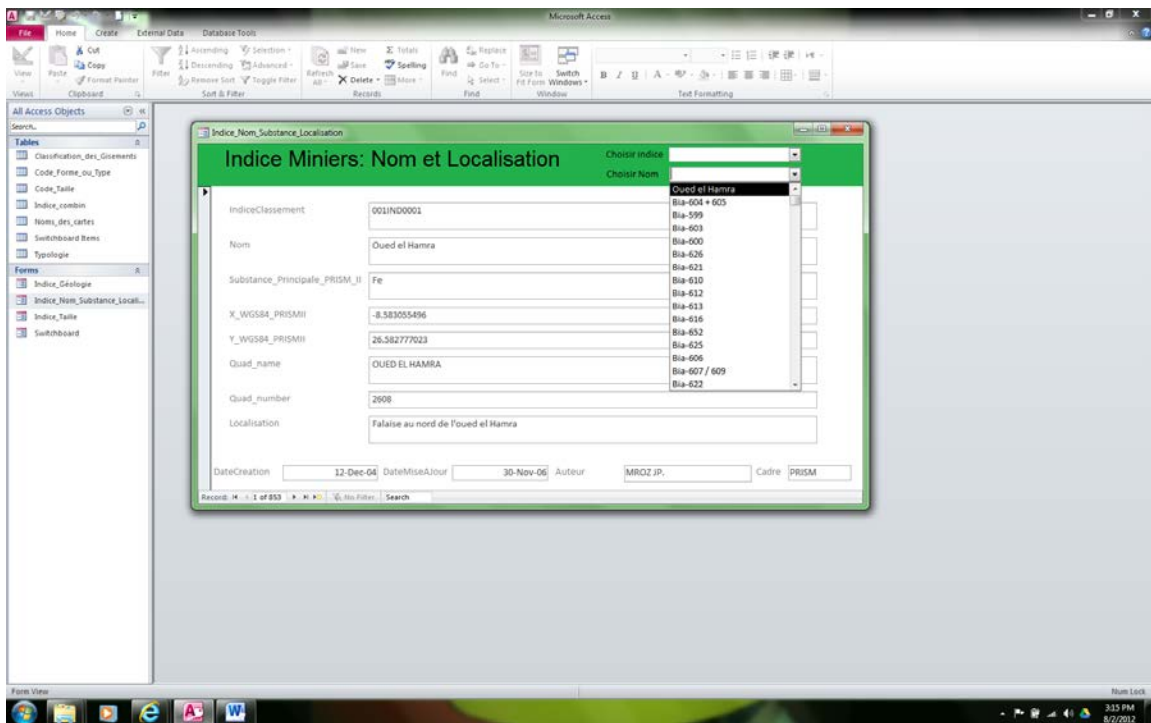 Microsoft Access
File Home Create External Data Database Tools
View
Paste
Cut
Copy
Format Painter
Filter
Ascending
Descending
Remove Sort
Selection
Advanced
Toggle Filter
Refresh All
New
Save
Delete
Totals
Spelling
More
Find
Replace
Go To
Select
Size to Fit Form
Switch Windows
B I U A
Views Clipboard Sort & Filter Records Find Window Text Formatting
All Access Objects
Search..
Tables
Classification_des_Gisements
Code_Forme_ou_Type
Code_Taille
Indice_combin
Noms_des_cartes
Switchboard Items
Typologie
Forms
Indice_Géologie
Indice_Nom_Substance_Locali...
Indice_Taille
Switchboard
Indice_Nom_Substance_Localisation
Indice Miniers: Nom et Localisation
Choisir indice
Choisir Nom
Oued el Hamra
Bia-604 + 605
Bia-599
Bia-603
Bia-600
Bia-626
Bia-621
Bia-610
Bia-612
Bia-613
Bia-616
Bia-652
Bia-625
Bia-606
Bia-607 / 609
Bia-622
IndiceClassement 001IND0001
Nom Oued el Hamra
Substance_Principale_PRISM_II Fe
X_WGS84_PRISMII -8.583055496
Y_WGS84_PRISMII 26.582777023
Quad_name OUED EL HAMRA
Quad_number 2608
Localisation Falaise au nord de l'oued el Hamra
DateCreation 12-Dec-04 DateMiseAJour 30-Nov-06 Auteur MROZ JP. Cadre PRISM
Record: 1 of 853 No Filter Search
Form View Num Lock
3:15 PM
8/2/2012